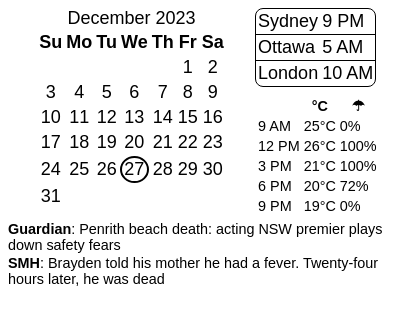 December 2023
Su Mo Tu We Th Fr Sa
1 2
3 4 5 6 7 8 9
10 11 12 13 14 15 16
17 18 19 20 21 22 23
24 25 26 27 28 29 30
31
Sydney 9 PM
Ottawa 5 AM
London 10 AM
°C ☂
9 AM 25°C 0%
12 PM 26°C 100%
3 PM 21°C 100%
6 PM 20°C 72%
9 PM 19°C 0%
Guardian: Penrith beach death: acting NSW premier plays
down safety fears
SMH: Brayden told his mother he had a fever. Twenty-four
hours later, he was dead